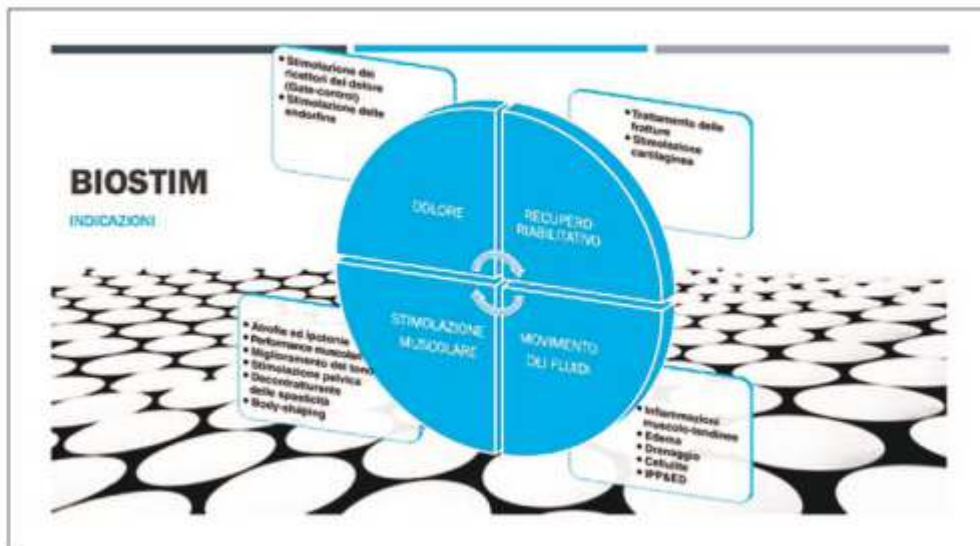 BIOSTIM
INDICAZIONI
• Stimolazione dei
ricettori del dolore
(Gate-control)
• Stimolazione delle
endorfine
• Trattamento delle
fratture
• Stimolazione
cartilaginea
DOLORE
RECUPERO
RIABILITATIVO
STIMOLAZIONE
MUSCOLARE
MOVIMENTO
DEI FLUIDI
• Atrofie ed ipotonie
• Performance muscolari
• Miglioramento del tono
• Stimolazione pelvica
• Decontratturante
delle spasticità
• Body-shaping
• Infiammazioni
muscolo-tendinee
• Edema
• Drenaggio
• Cellulite
• IPP&ED